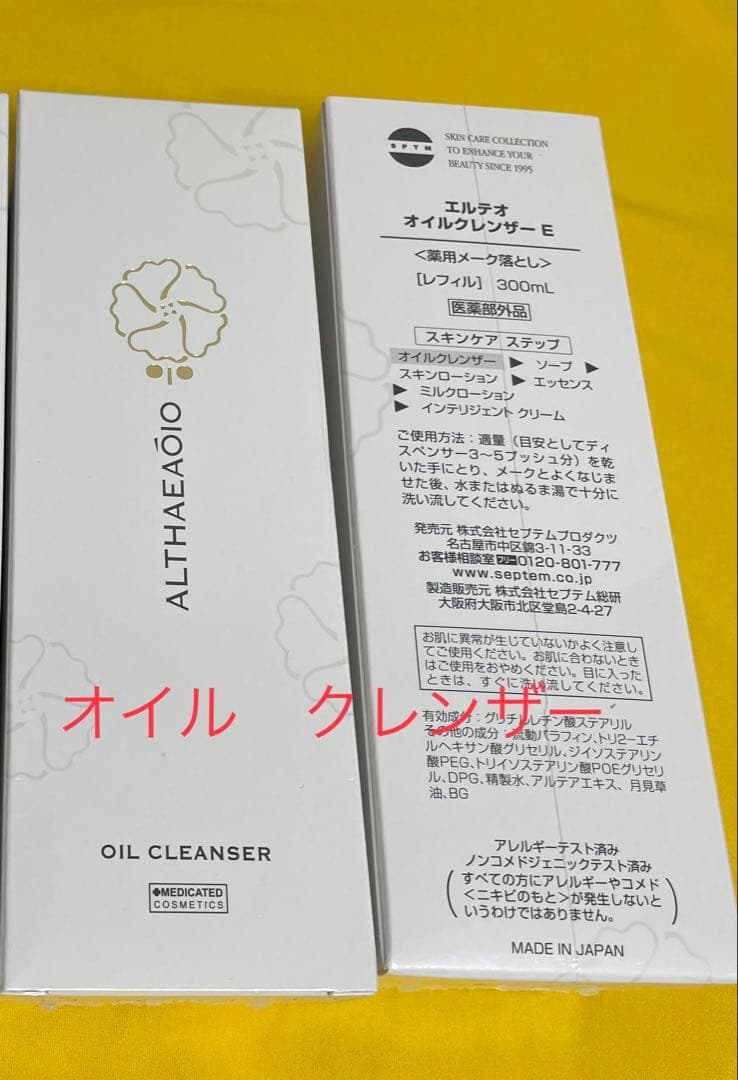 ALTHAEAÓIO
OIL CLEANSER
MEDICATED
COSMETICS
SPTM
SKIN CARE COLLECTION
TO ENHANCE YOUR
BEAUTY SINCE 1995
エルテオ
オイルクレンザー E
<薬用メーク落とし>
[レフィル] 300mL
医薬部外品
スキンケア ステップ
オイルクレンザー ▶ ソープ ▶
スキンローション ▶ エッセンス
▶ ミルクローション
▶ インテリジェント クリーム
ご使用方法:適量(目安としてディ
スペンサー3〜5プッシュ分)を乾
いた手にとり、メークとよくなじま
せた後、水またはぬるま湯で十分に
洗い流してください。
発売元 株式会社セプテムプロダクツ
名古屋市中区錦3-11-33
お客様相談室 フリー 0120-801-777
www.septem.co.jp
製造販売元 株式会社セプテム総研
大阪府大阪市北区堂島2-4-27
お肌に異常が生じていないかよく注意し
てご使用ください。お肌に合わないとき
はご使用をおやめください。目に入った
ときは、すぐに洗い流してください。
オイル クレンザー
有効成分:グリチルレチン酸ステアリル
その他の成分:流動パラフィン、トリ2-エチ
ルヘキサン酸グリセリル、ジイソステアリン
酸PEG、トリイソステアリン酸POEグリセリ
ル、DPG、精製水、アルテアエキス、月見草
油、BG
アレルギーテスト済み
ノンコメドジェニックテスト済み
(すべての方にアレルギーやコメド
<ニキビのもと>が発生しないと
いうわけではありません。)
MADE IN JAPAN